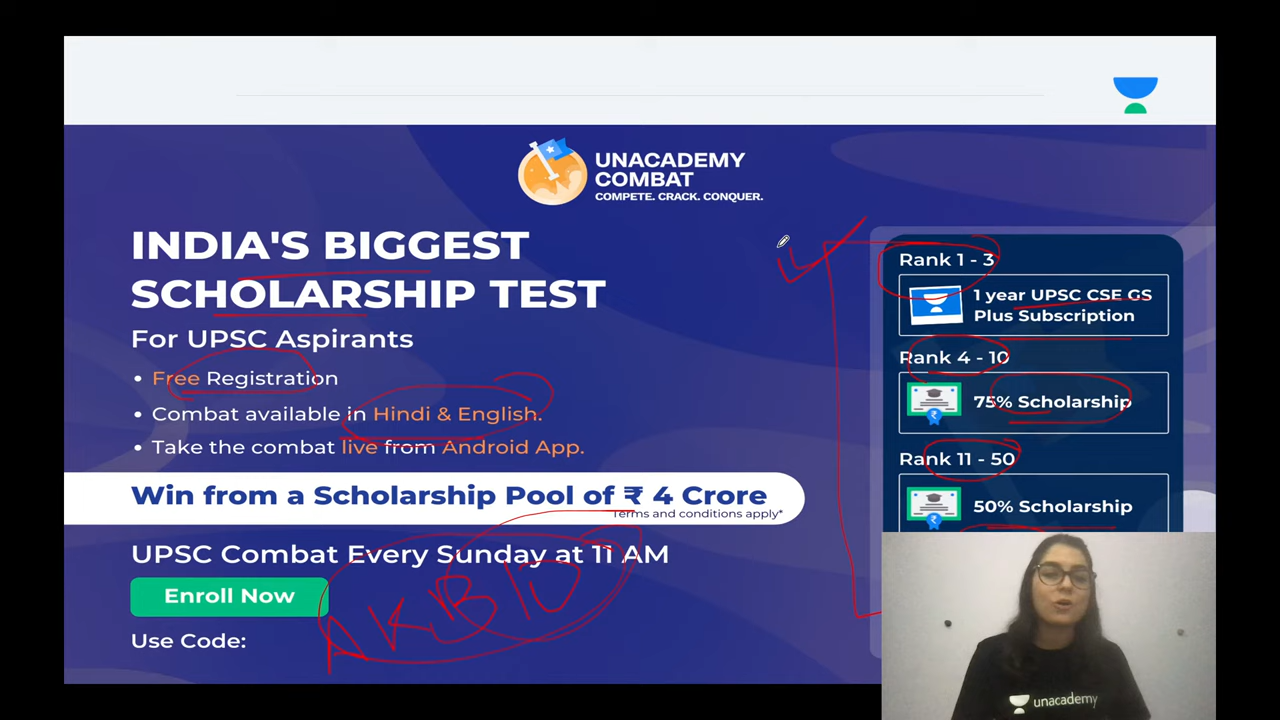 UNACADEMY
COMBAT
COMPETE. CRACK. CONQUER.
INDIA'S BIGGEST
SCHOLARSHIP TEST
For UPSC Aspirants
• Free Registration
• Combat available in Hindi & English.
• Take the combat live from Android App.
Win from a Scholarship Pool of ₹ 4 Crore
Terms and conditions apply*
UPSC Combat Every Sunday at 11 AM
Enroll Now
Use Code:
AKB10
Rank 1 - 3
1 year UPSC CSE GS
Plus Subscription
Rank 4 - 10
75% Scholarship
Rank 11 - 50
50% Scholarship
unacademy